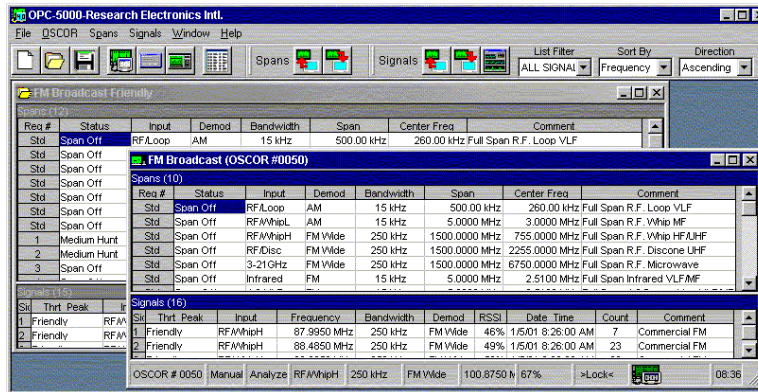 OPC-5000-Research Electronics Intl.
File OSCOR Spans Signals Window Help
List Filter Sort By Direction
Spans Signals ALL SIGNAL Frequency Ascending
FM Broadcast Friendly
Spans (12)
Req # Status Input Demod Bandwidth Span Center Freq Comment
Std Span Off RF/Loop AM 15 kHz 500.00 kHz 260.00 kHz Full Span R.F. Loop VLF
Std Span Off
Std Span Off
Std Span Off
Std Span Off
Std Span Off
Std Span Off
1 Medium Hunt
2 Medium Hunt
3 Span Off
Signals (15)
Sig Thrt Peak
1 Friendly RF/W
2 Friendly RF/W
FM Broadcast (OSCOR #0050)
Spans (10)
Req # Status Input Demod Bandwidth Span Center Freq Comment
Std Span Off RF/Loop AM 15 kHz 500.00 kHz 260.00 kHz Full Span R.F. Loop VLF
Std Span Off RF/WhipL AM 15 kHz 5.0000 MHz 3.0000 MHz Full Span R.F. Whip MF
Std Span Off RF/WhipH FM Wide 250 kHz 1500.0000 MHz 755.0000 MHz Full Span R.F. Whip HF/UHF
Std Span Off RF/Disc FM Wide 250 kHz 1500.0000 MHz 2255.0000 MHz Full Span R.F. Discone UHF
Std Span Off 3-21GHz FM Wide 250 kHz 1500.0000 MHz 6750.0000 MHz Full Span R.F. Microwave
Std Span Off Infrared FM 15 kHz 5.0000 MHz 2.5100 MHz Full Span Infrared VLF/MF
Signals (16)
Sig Thrt Peak Input Frequency Bandwidth Demod RSSI Date Time Count Comment
1 Friendly RF/WhipH 87.9950 MHz 250 kHz FM Wide 46% 1/5/01 8:26:00 AM 7 Commercial FM
2 Friendly RF/WhipH 88.4850 MHz 250 kHz FM Wide 49% 1/5/01 8:26:00 AM 23 Commercial FM
OSCOR # 0050 Manual Analyze RF/WhipH 250 kHz FM Wide 100.8750 M 67% >Lock< 08:36